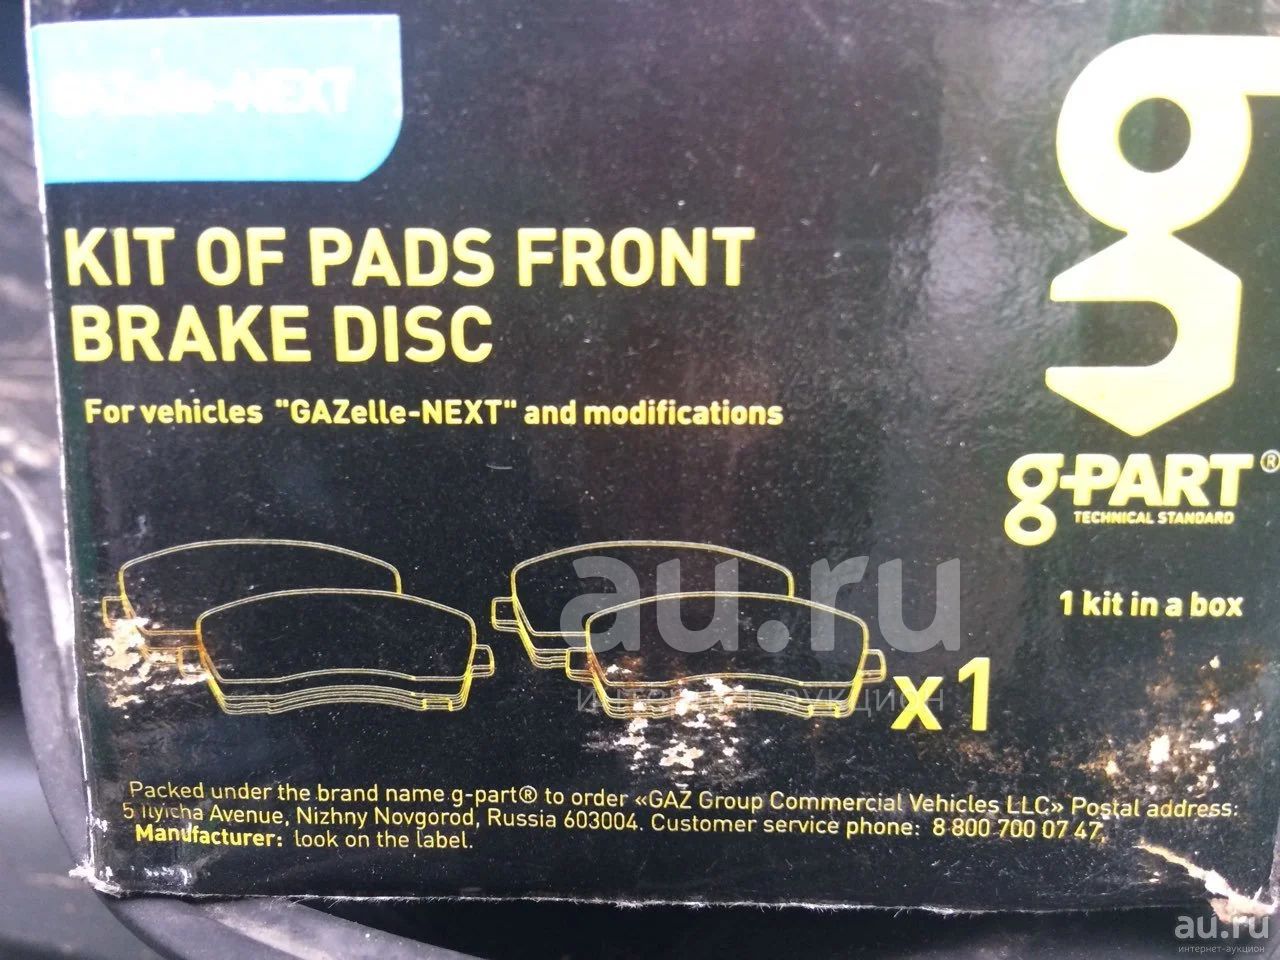 GAZelle-NEXT
KIT OF PADS FRONT
BRAKE DISC
For vehicles "GAZelle-NEXT" and modifications
g-PART®
TECHNICAL STANDARD
1 kit in a box
au.ru
интернет-аукцион
x1
Packed under the brand name g-part® to order «GAZ Group Commercial Vehicles LLC» Postal address:
5 Ilyicha Avenue, Nizhny Novgorod, Russia 603004. Customer service phone: 8 800 700 07 47,
Manufacturer: look on the label.
au.ru
интернет-аукцион